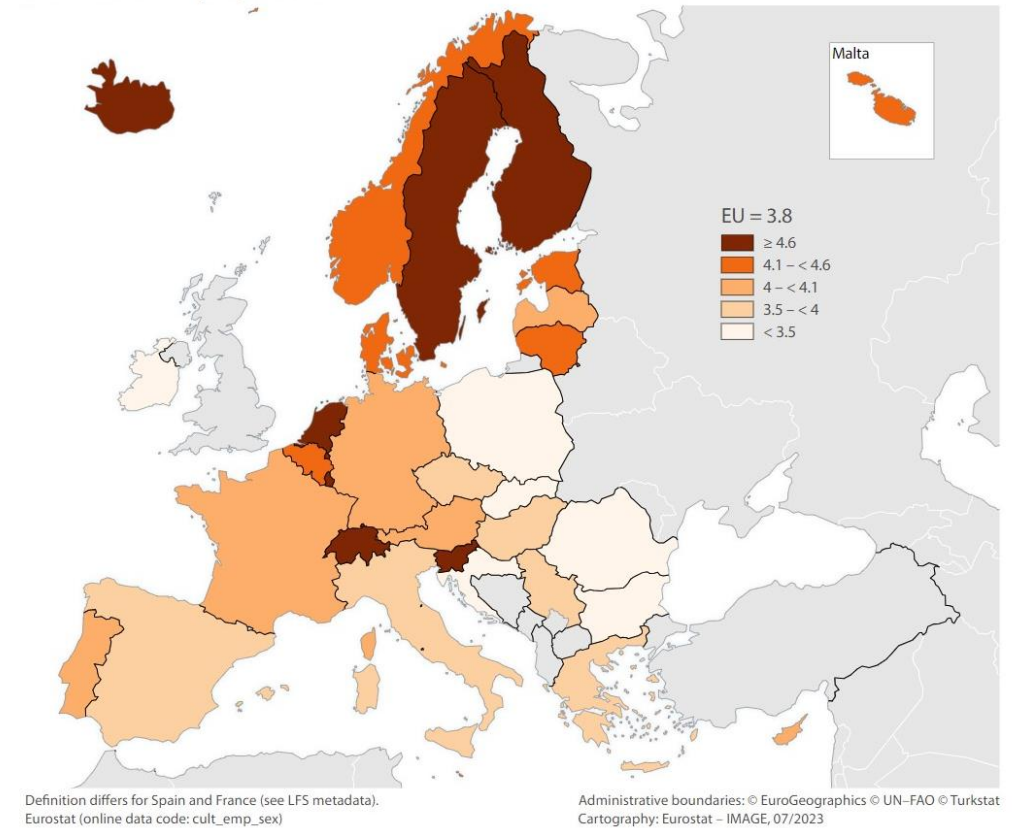 Malta
EU = 3.8
≥ 4.6
4.1 – < 4.6
4 – < 4.1
3.5 – < 4
< 3.5
Definition differs for Spain and France (see LFS metadata).
Eurostat (online data code: cult_emp_sex)
Administrative boundaries: © EuroGeographics © UN–FAO © Turkstat
Cartography: Eurostat – IMAGE, 07/2023